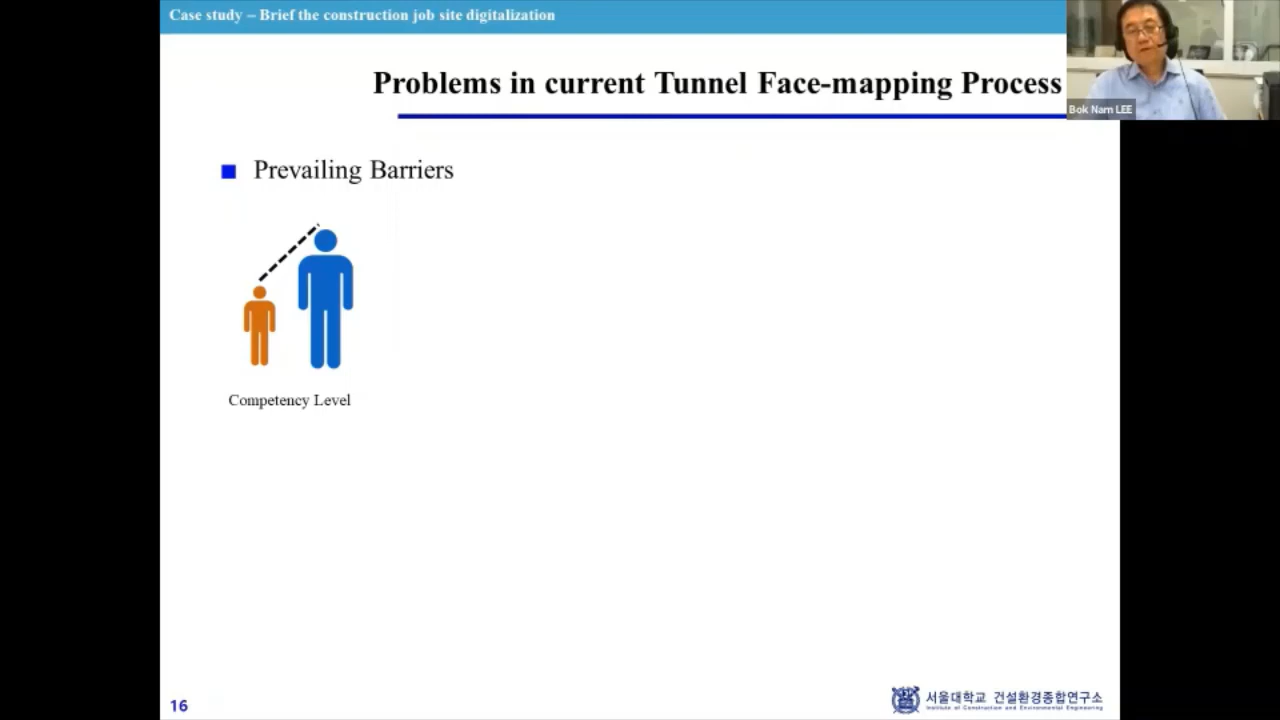 Case study – Brief the construction job site digitalization
Problems in current Tunnel Face-mapping Process
Bok Nam LEE
Prevailing Barriers
Competency Level
16
서울대학교 건설환경종합연구소
Institute of Construction and Environmental Engineering